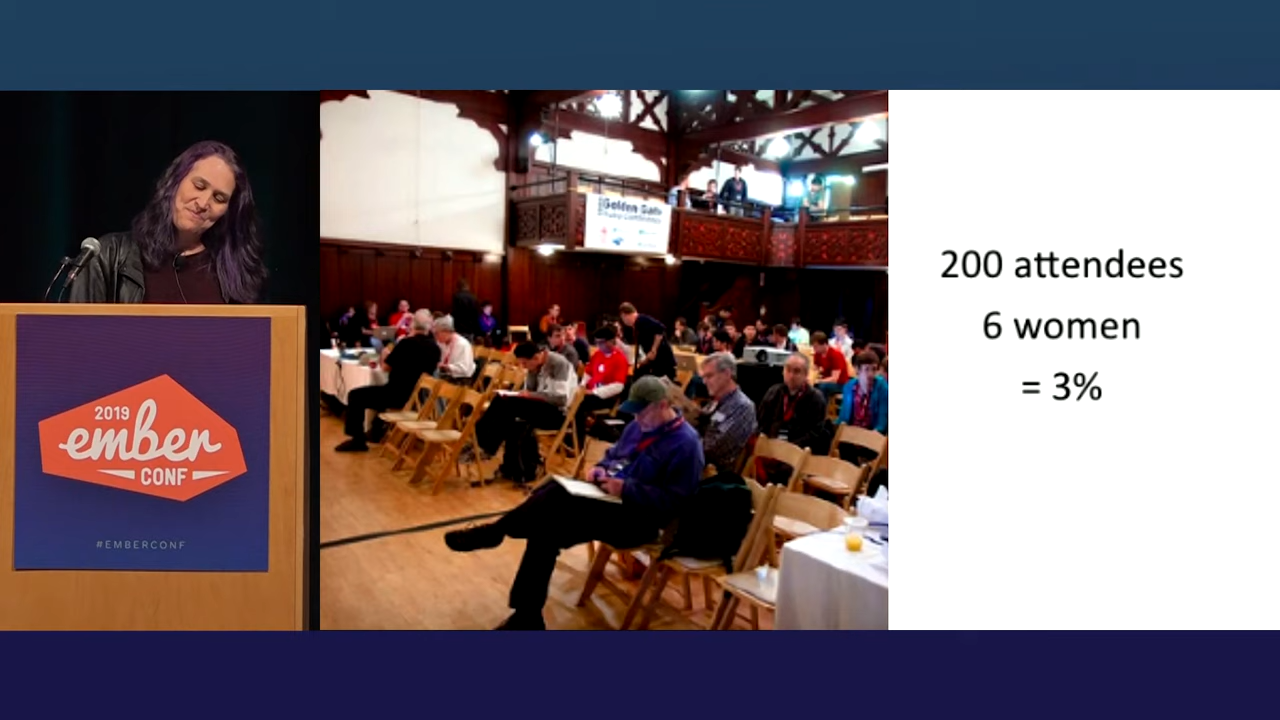 2019
ember
CONF
#EMBERCONF
Golden Gate
200 attendees
6 women
= 3%